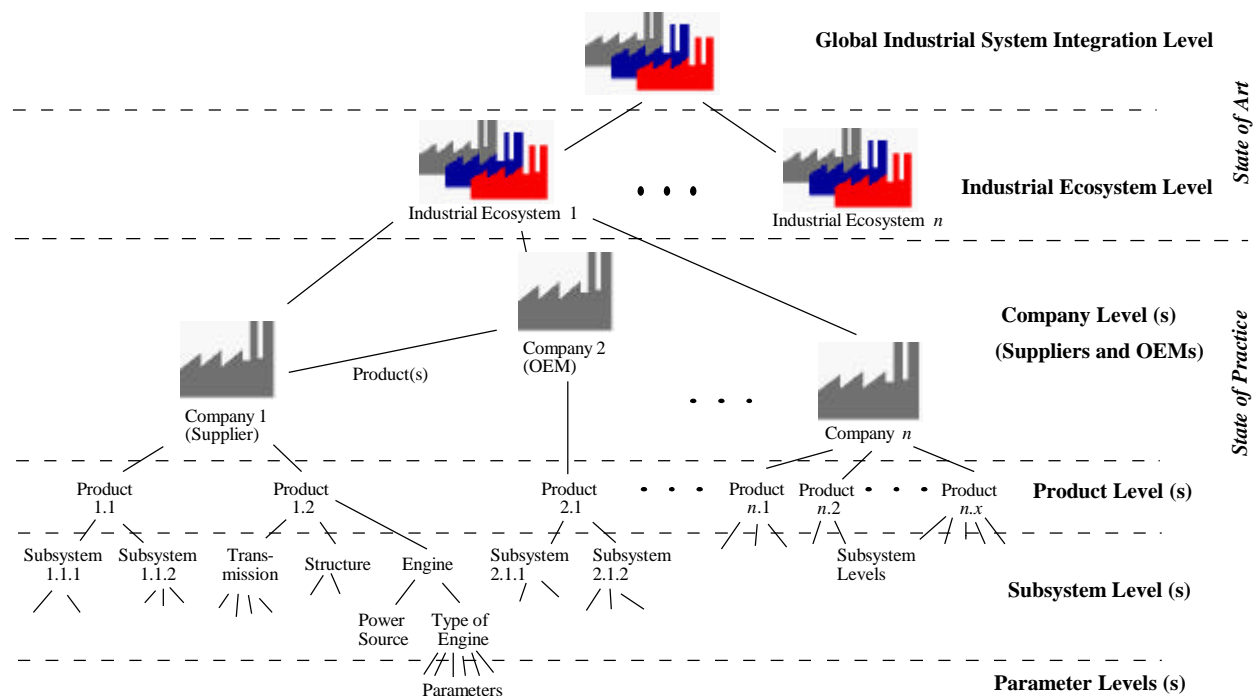 Global Industrial System Integration Level
State of Art
Industrial Ecosystem Level
Industrial Ecosystem 1
Industrial Ecosystem n
Company Level (s)
(Suppliers and OEMs)
State of Practice
Company 2
(OEM)
Product(s)
Company 1
(Supplier)
Company n
Product
1.1
Product
1.2
Product
2.1
Product
n.1
Product
n.2
Product
n.x
Product Level (s)
Subsystem
1.1.1
Subsystem
1.1.2
Trans-
mission
Structure
Engine
Subsystem
2.1.1
Subsystem
2.1.2
Subsystem
Levels
Subsystem Level (s)
Power
Source
Type of
Engine
Parameters
Parameter Levels (s)